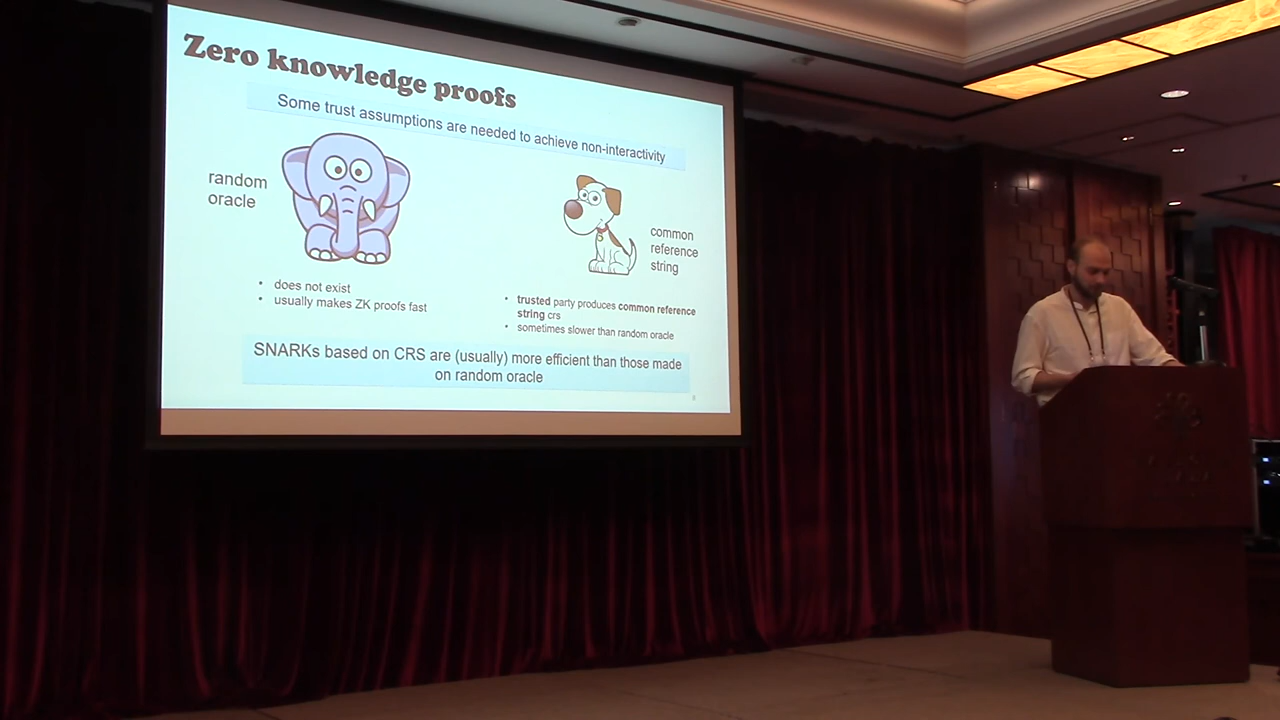 Zero knowledge proofs
Some trust assumptions are needed to achieve non-interactivity
random
oracle
common
reference
string
• does not exist
• usually makes ZK proofs fast
• trusted party produces common reference
string crs
• sometimes slower than random oracle
SNARKs based on CRS are (usually) more efficient than those made
on random oracle